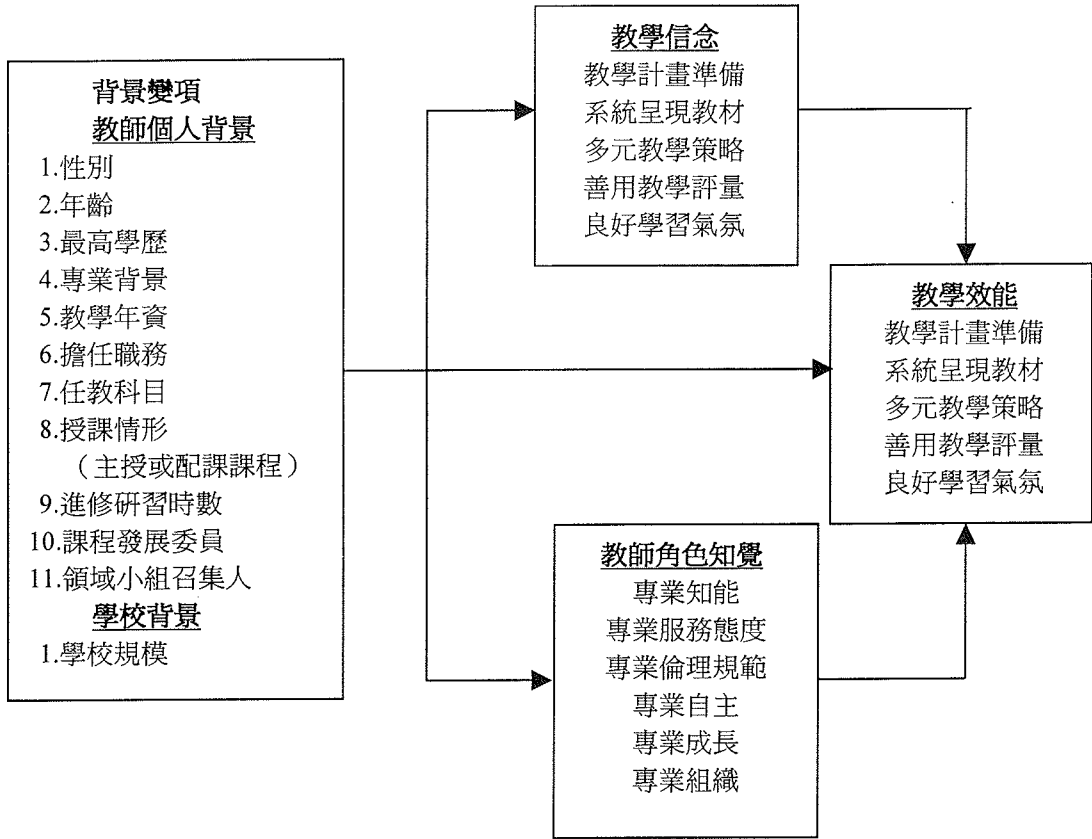 背景變項
教師個人背景
1.性別
2.年齡
3.最高學歷
4.專業背景
5.教學年資
6.擔任職務
7.任教科目
8.授課情形
（主授或配課課程）
9.進修研習時數
10.課程發展委員
11.領域小組召集人
學校背景
1.學校規模
教學信念
教學計畫準備
系統呈現教材
多元教學策略
善用教學評量
良好學習氣氛
教師角色知覺
專業知能
專業服務態度
專業倫理規範
專業自主
專業成長
專業組織
教學效能
教學計畫準備
系統呈現教材
多元教學策略
善用教學評量
良好學習氣氛